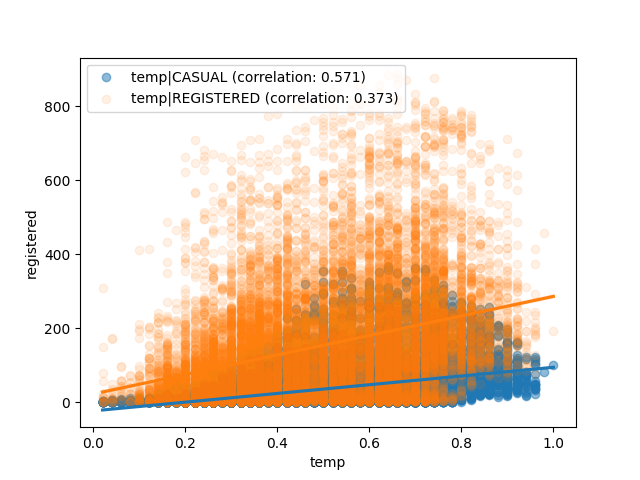 temp|CASUAL (correlation: 0.571)
temp|REGISTERED (correlation: 0.373)
800
600
400
200
0
registered
0.0 0.2 0.4 0.6 0.8 1.0
temp